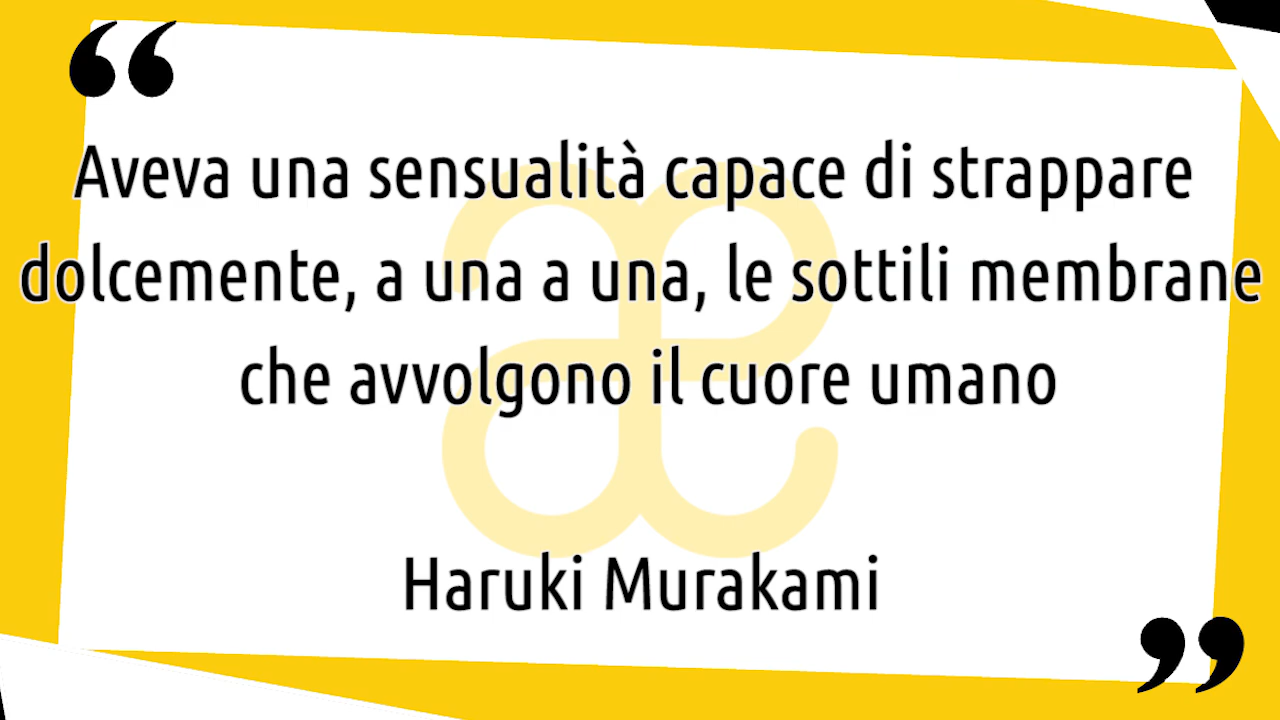 Aveva una sensualità capace di strappare
dolcemente, a una a una, le sottili membrane
che avvolgono il cuore umano
Haruki Murakami